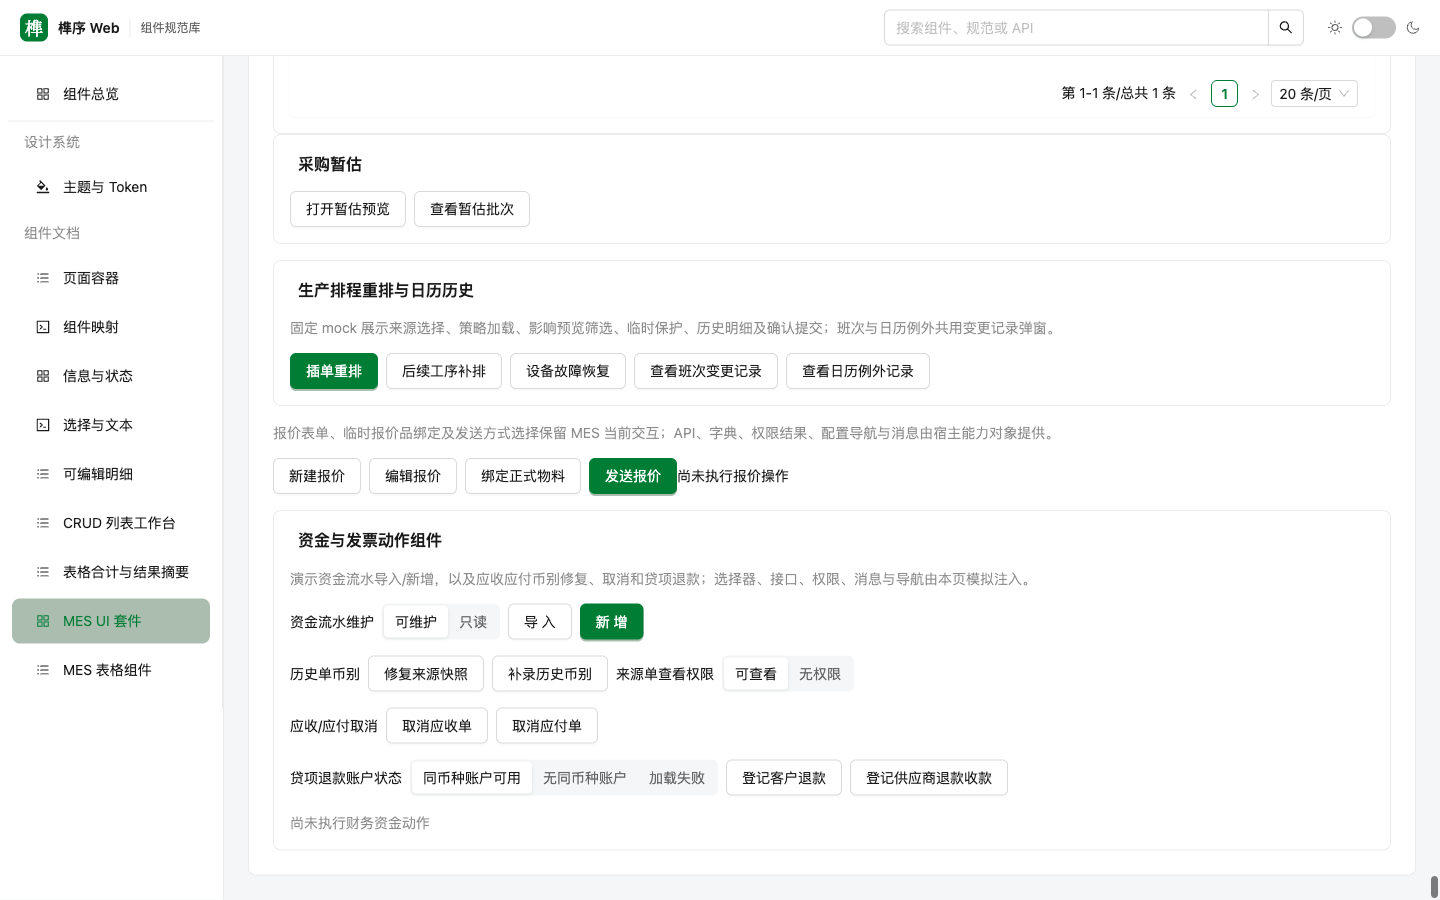 榫 榫序 Web 组件规范库
搜索组件、规范或 API
组件总览
设计系统
主题与 Token
组件文档
页面容器
组件映射
信息与状态
选择与文本
可编辑明细
CRUD 列表工作台
表格合计与结果摘要
MES UI 套件
MES 表格组件
第 1-1 条/总共 1 条 1 20 条/页
采购暂估
打开暂估预览 查看暂估批次
生产排程重排与日历历史
固定 mock 展示来源选择、策略加载、影响预览筛选、临时保护、历史明细及确认提交；班次与日历例外共用变更记录弹窗。
插单重排 后续工序补排 设备故障恢复 查看班次变更记录 查看日历例外记录
报价表单、临时报价品绑定及发送方式选择保留 MES 当前交互；API、字典、权限结果、配置导航与消息由宿主能力对象提供。
新建报价 编辑报价 绑定正式物料 发送报价 尚未执行报价操作
资金与发票动作组件
演示资金流水导入/新增，以及应收应付币别修复、取消和贷项退款；选择器、接口、权限、消息与导航由本页模拟注入。
资金流水维护 可维护 只读 导 入 新 增
历史单币别 修复来源快照 补录历史币别 来源单查看权限 可查看 无权限
应收/应付取消 取消应收单 取消应付单
贷项退款账户状态 同币种账户可用 无同币种账户 加载失败 登记客户退款 登记供应商退款收款
尚未执行财务资金动作